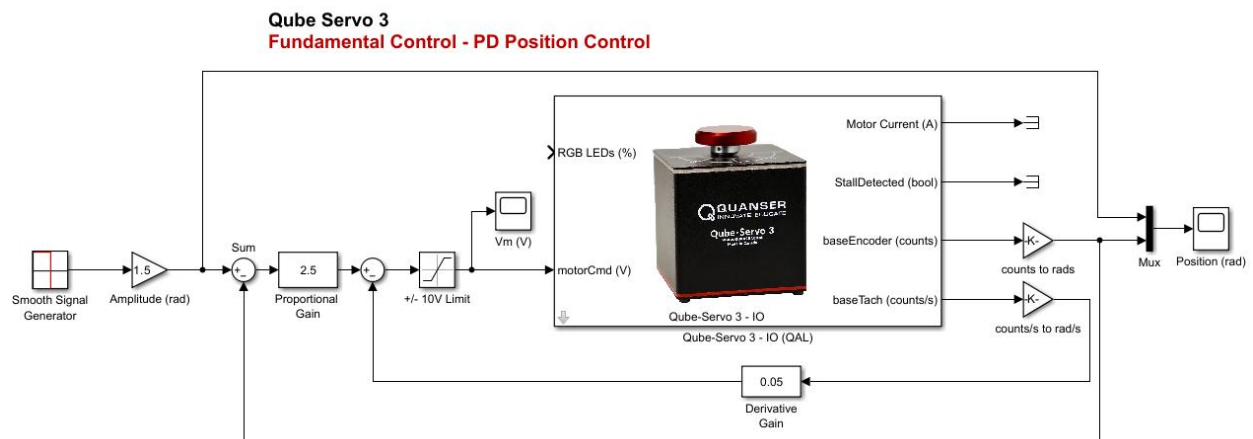 Qube Servo 3
Fundamental Control - PD Position Control
Motor Current (A)
RGB LEDs (%)
StallDetected (bool)
QUANSER
INNOVATE EDUCATE
Qube-Servo 3
Vm (V)
baseEncoder (counts)
-K-
counts to rads
Mux
Position (rad)
Smooth Signal
Generator
1.5
Amplitude (rad)
Sum
+
-
2.5
Proportional
Gain
+
-
+/- 10V Limit
motorCmd (V)
baseTach (counts/s)
-K-
counts/s to rad/s
Qube-Servo 3 - IO
Qube-Servo 3 - IO (QAL)
0.05
Derivative
Gain